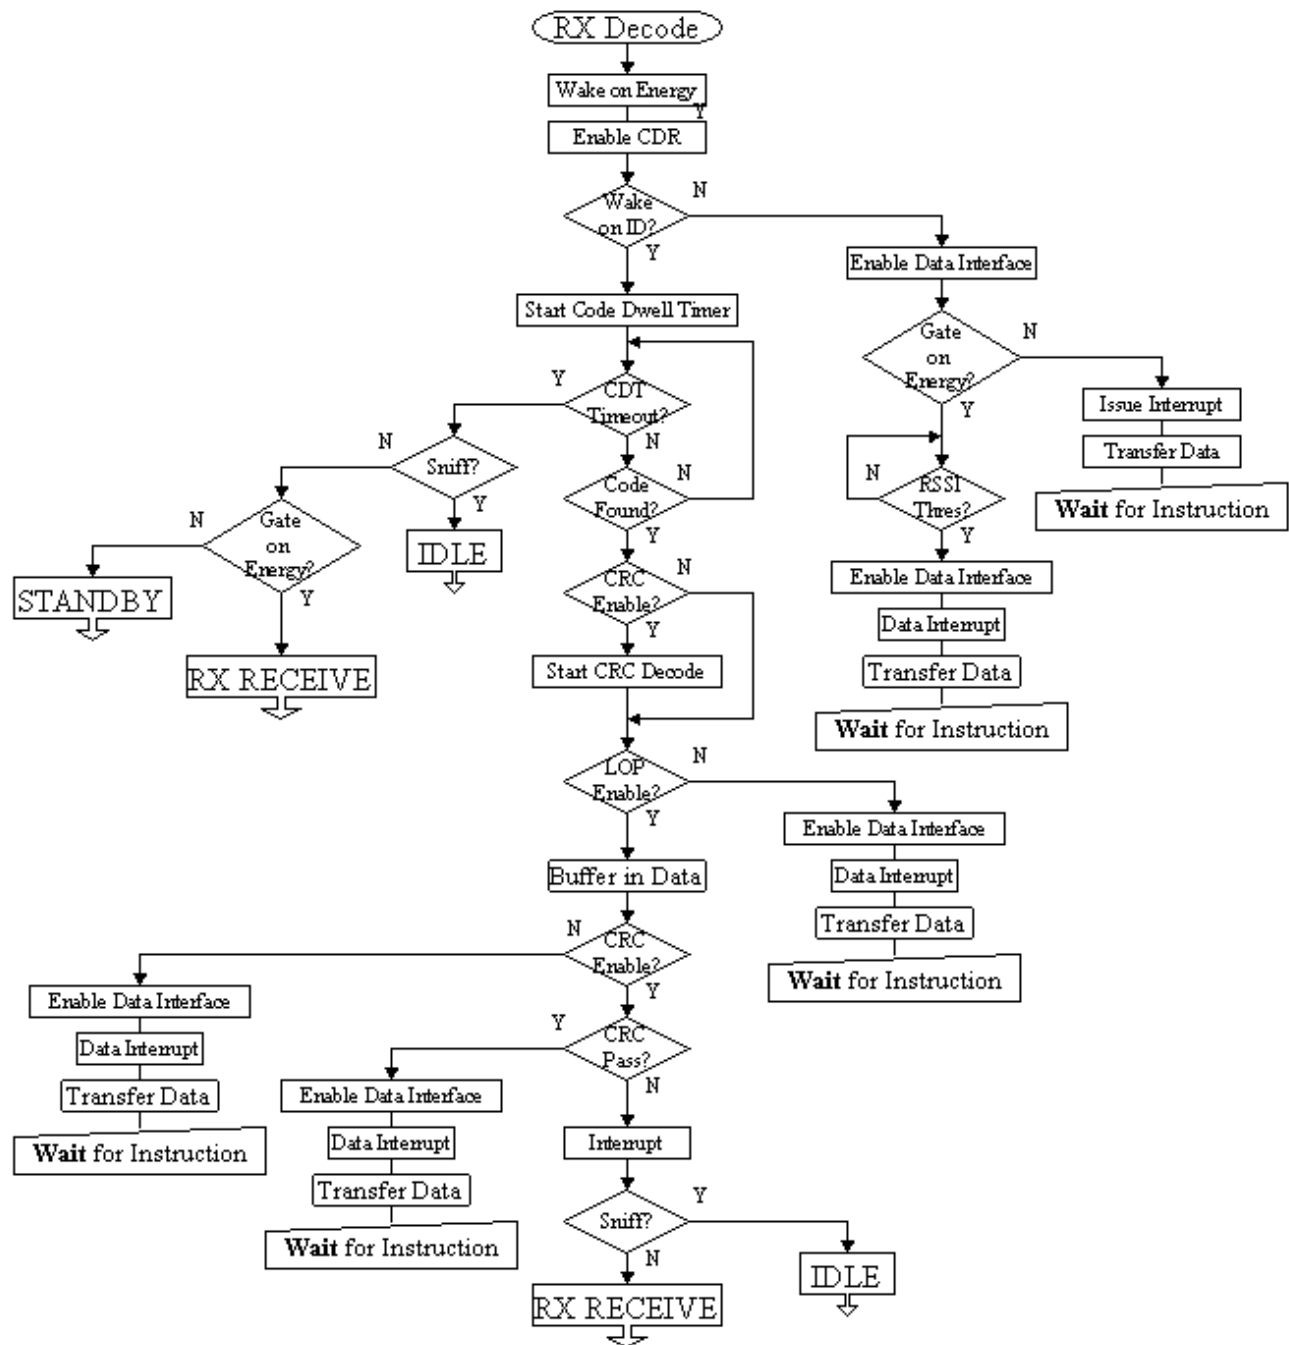 RX Decode
Wake on Energy
Y
Enable CDR
N
Wake
on ID?
Y
Enable Data Interface
Start Code Dwell Timer
Gate
on
Energy?
N
Y
Issue Interrupt
Transfer Data
Wait for Instruction
Y
CDT
Timeout?
N
N
Sniff?
Y
Code
Found?
N
Y
N
RSSI
Thres?
Y
N
Gate
on
Energy?
Y
IDLE
STANDBY
RX RECEIVE
CRC
Enable?
N
Y
Start CRC Decode
Enable Data Interface
Data Interrupt
Transfer Data
Wait for Instruction
LOP
Enable?
N
Y
Enable Data Interface
Data Interrupt
Transfer Data
Wait for Instruction
Buffer in Data
N
CRC
Enable?
Y
Enable Data Interface
Data Interrupt
Transfer Data
Wait for Instruction
Y
CRC
Pass?
N
Enable Data Interface
Data Interrupt
Transfer Data
Wait for Instruction
Interrupt
Y
Sniff?
N
IDLE
RX RECEIVE